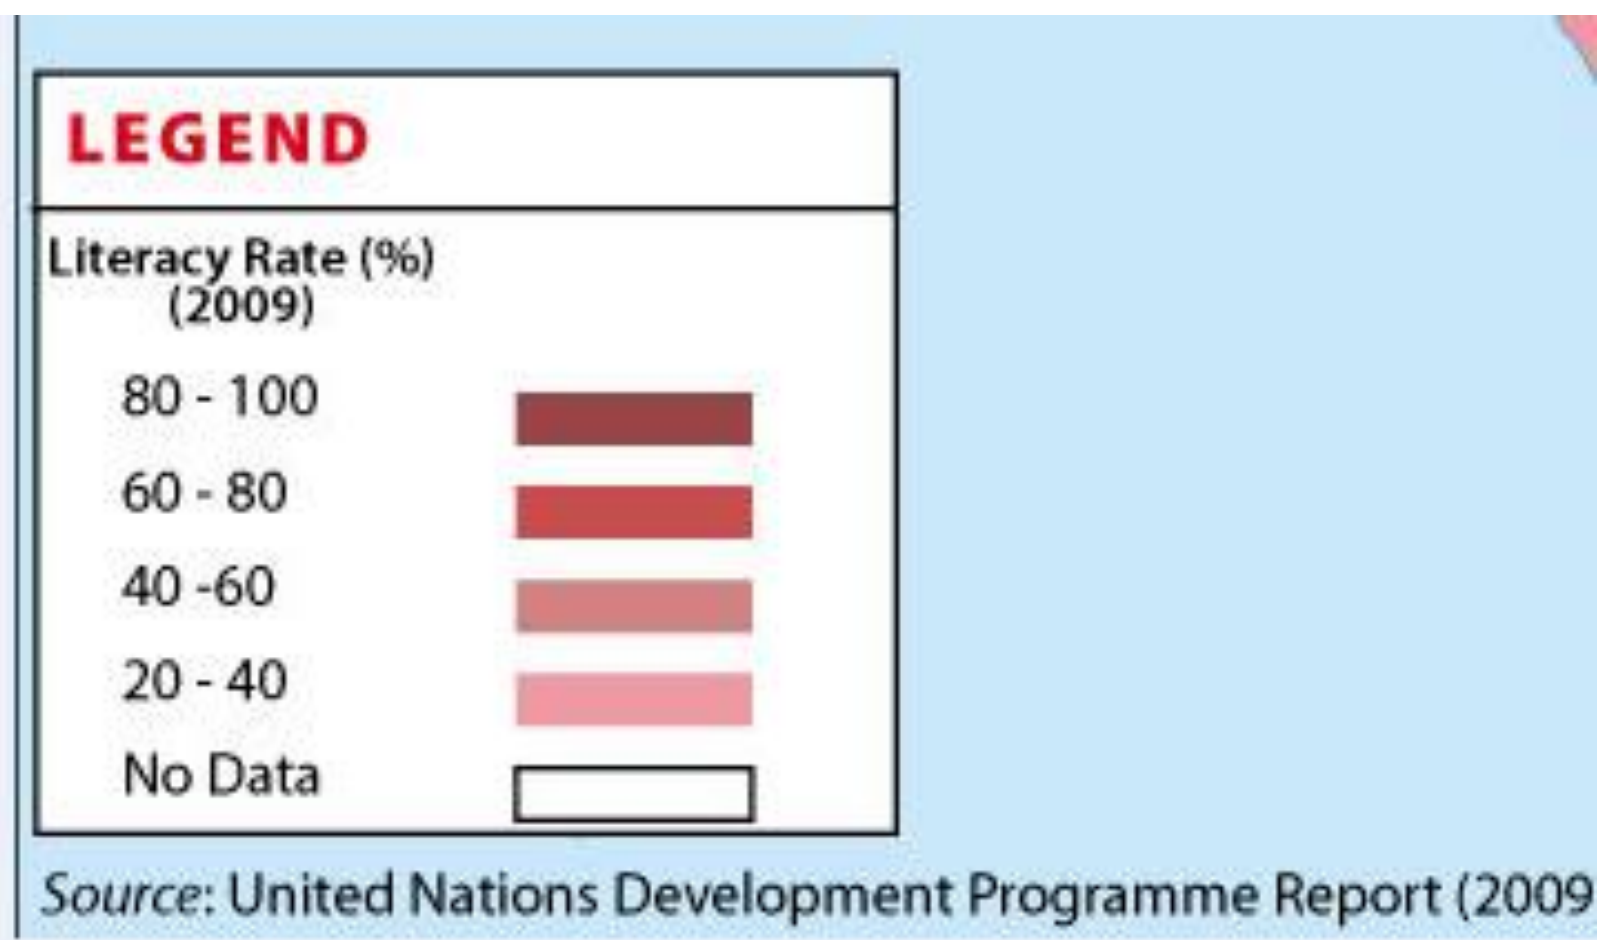 LEGEND
Literacy Rate (%)
(2009)
80 - 100
60 - 80
40 -60
20 - 40
No Data
Source: United Nations Development Programme Report (2009